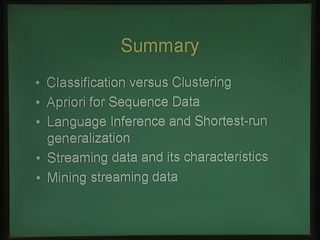 Summary
• Classification versus Clustering
• Apriori for Sequence Data
• Language Inference and Shortest-run
generalization
• Streaming data and its characteristics
• Mining streaming data